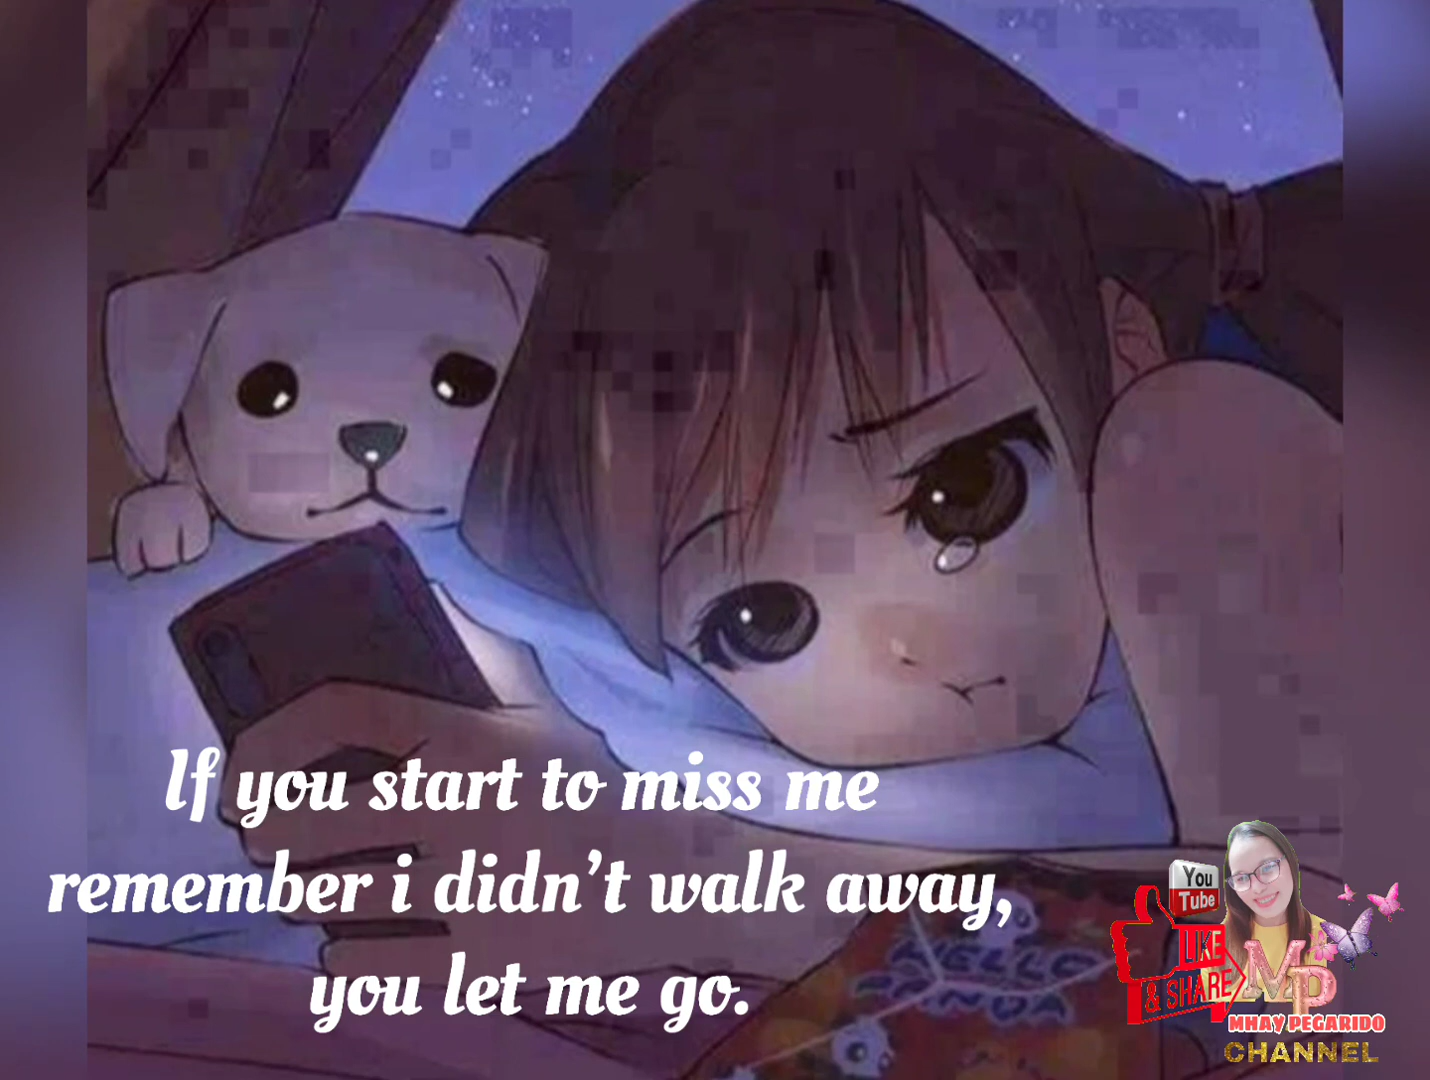 If you start to miss me
remember i didn't walk away,
you let me go.
HELLO
PANDA
You
Tube
LIKE
& SHARE
MP
MHAY PEGARIDO
CHANNEL